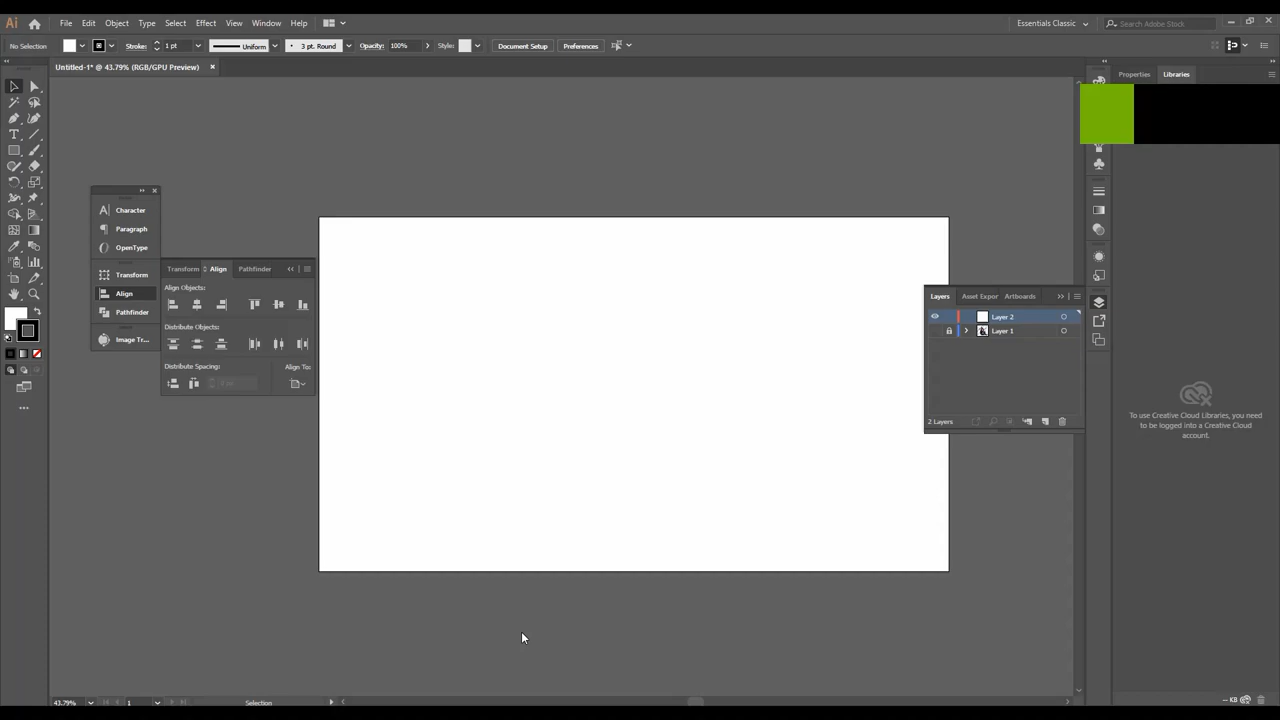 Ai File Edit Object Type Select Effect View Window Help Essentials Classic Search Adobe Stock
No Selection Stroke: 1 pt Uniform 3 pt. Round Opacity: 100% Style: Document Setup Preferences
Untitled-1* @ 43.79% (RGB/GPU Preview)
Properties Libraries
Character
Paragraph
OpenType
Transform
Align
Pathfinder
Image Tr...
Transform Align Pathfinder
Align Objects:
Distribute Objects:
Distribute Spacing: Align To:
0 px
Layers Asset Expor Artboards
Layer 2
Layer 1
2 Layers
To use Creative Cloud Libraries, you need
to be logged into a Creative Cloud
account.
43.79% 1 Selection
-- KB